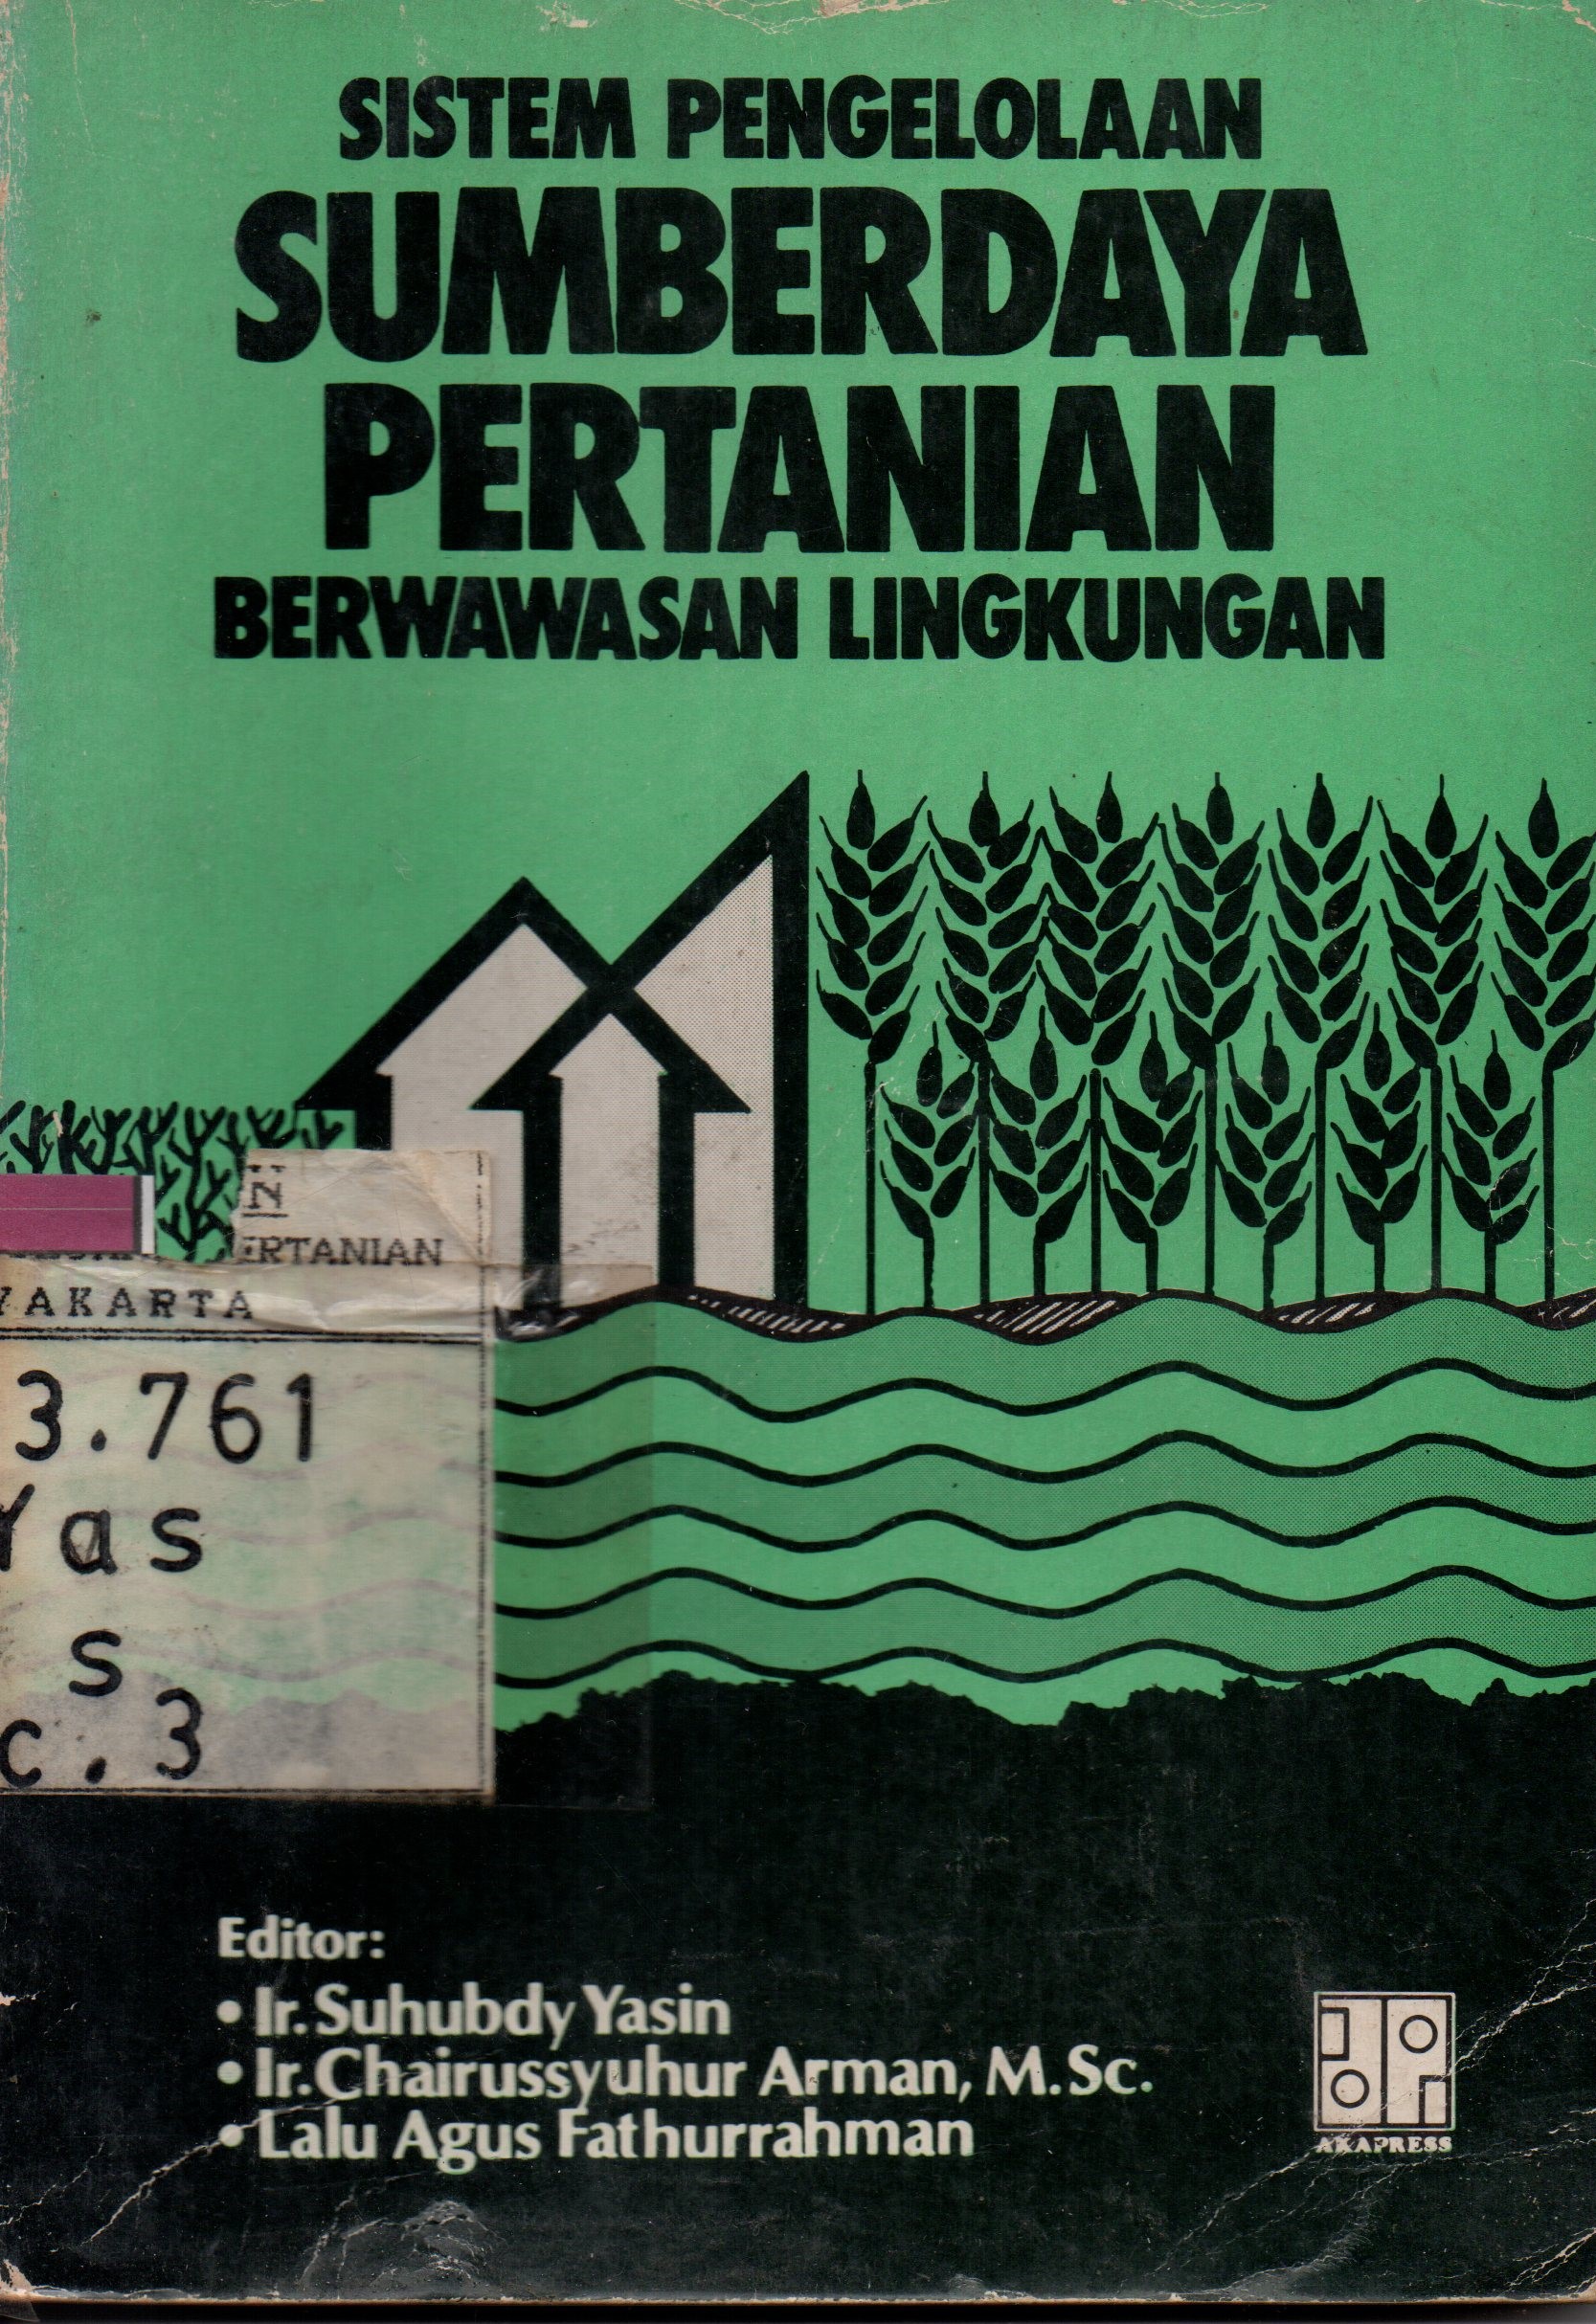 SISTEM PENGELOLAAN
SUMBERDAYA
PERTANIAN
BERWAWASAN LINGKUNGAN
N
ERTANIAN
YAKARTA
3.761
Yas
s
c.3
Editor:
• Ir. Suhubdy Yasin
• Ir. Chairussyuhur Arman, M.Sc.
• Lalu Agus Fathurrahman
AKAPRESS